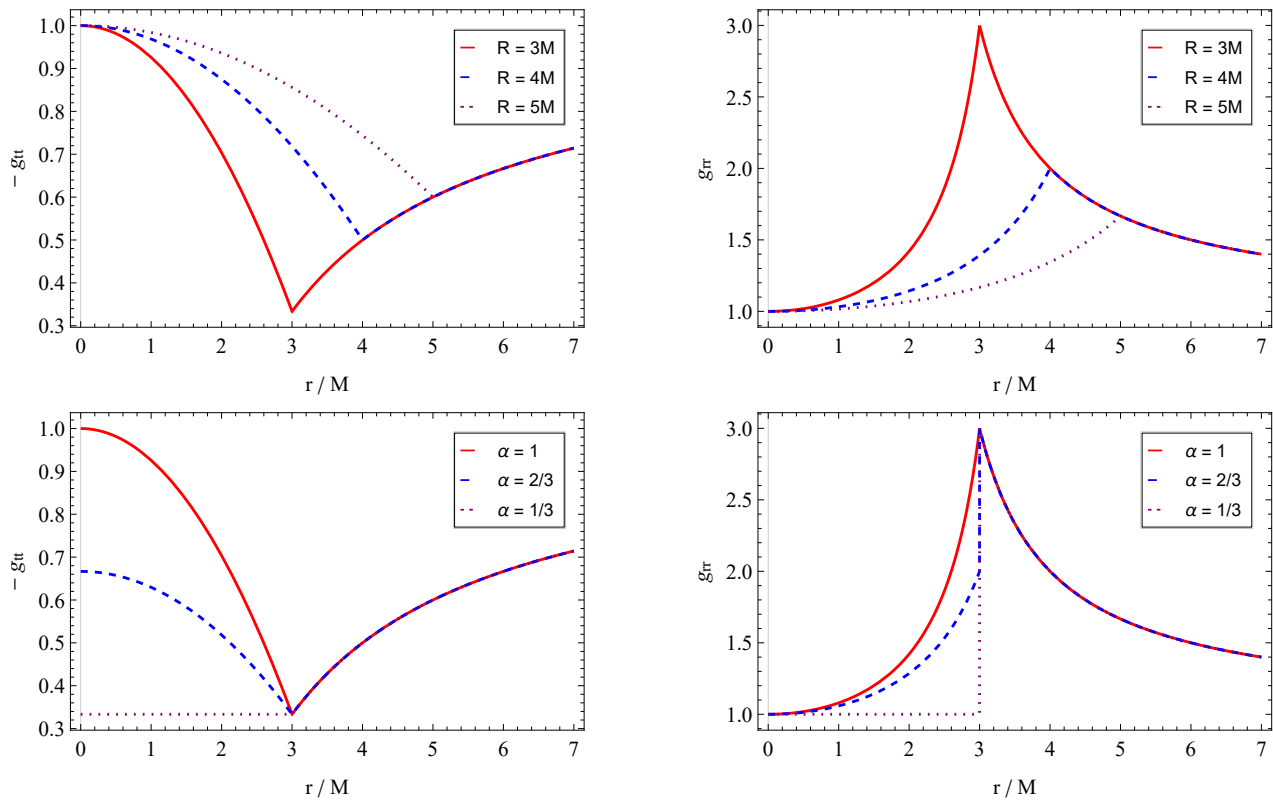 1.0
0.9
0.8
0.7
0.6
0.5
0.4
0.3
− gtt
R = 3M
R = 4M
R = 5M
0 1 2 3 4 5 6 7
r / M
3.0
2.5
2.0
1.5
1.0
grr
R = 3M
R = 4M
R = 5M
0 1 2 3 4 5 6 7
r / M
1.0
0.9
0.8
0.7
0.6
0.5
0.4
0.3
− gtt
α = 1
α = 2/3
α = 1/3
0 1 2 3 4 5 6 7
r / M
3.0
2.5
2.0
1.5
1.0
grr
α = 1
α = 2/3
α = 1/3
0 1 2 3 4 5 6 7
r / M